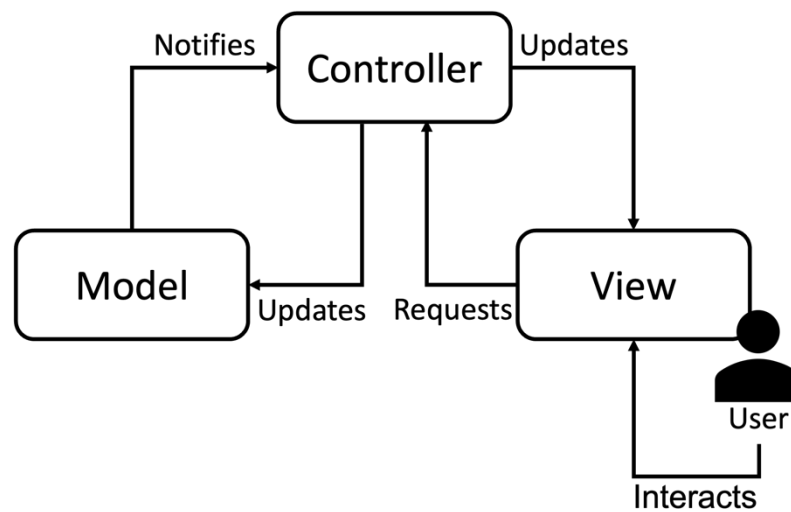 Notifies
Controller
Updates
Model
Updates
Requests
View
User
Interacts